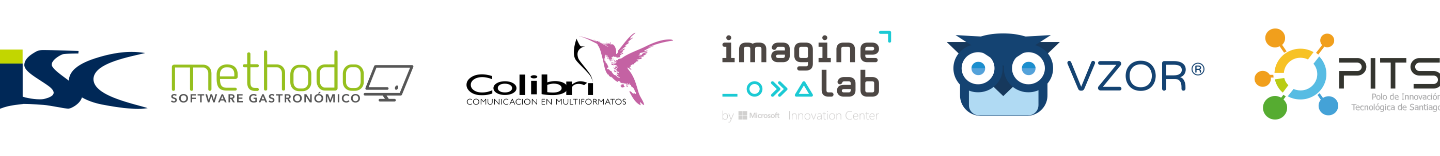 isc
methodo
SOFTWARE GASTRONÓMICO
Colibri
COMUNICACION EN MULTIFORMATOS
imagine
lab
by Microsoft Innovation Center
VZOR®
PITS
Polo de Innovación
Tecnológica de Santiago